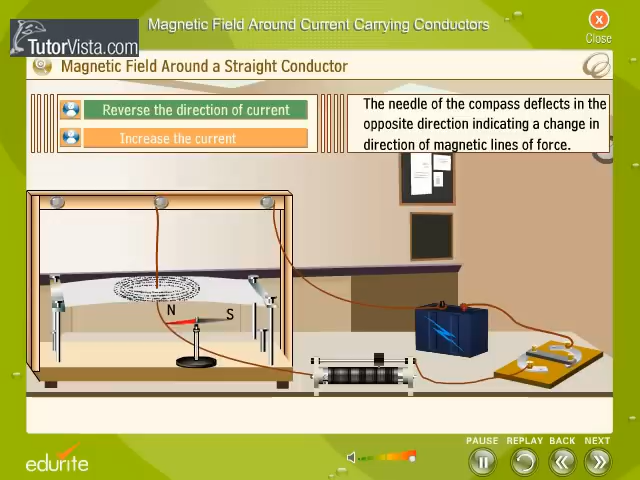 Magnetic Field Around Current Carrying Conductors
Close
TutorVista.com
Magnetic Field Around a Straight Conductor
Reverse the direction of current
Increase the current
The needle of the compass deflects in the
opposite direction indicating a change in
direction of magnetic lines of force.
N
S
PAUSE REPLAY BACK NEXT
edurite